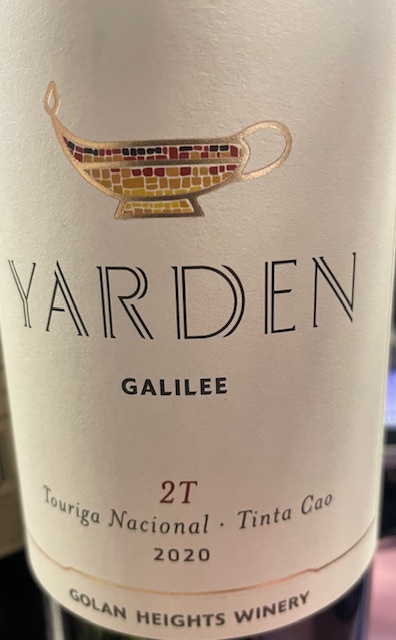 YARDEN
GALILEE
2T
Touriga Nacional · Tinta Cao
2020
GOLAN HEIGHTS WINERY